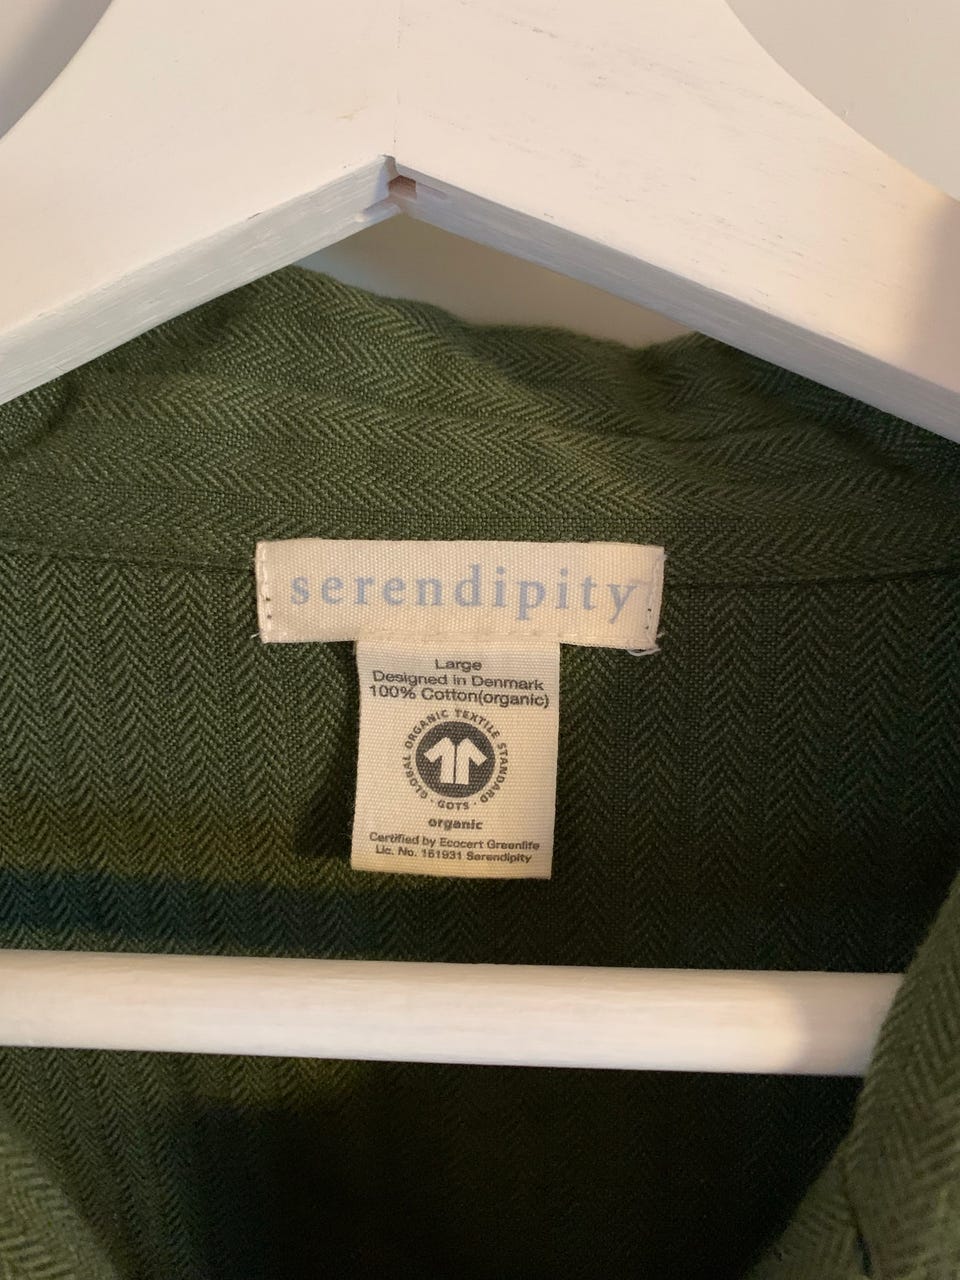 serendipity
Large
Designed in Denmark
100% Cotton(organic)
GLOBAL ORGANIC TEXTILE STANDARD
· GOTS ·
organic
Certified by Ecocert Greenlife
Lic. No. 161931 Serendipity